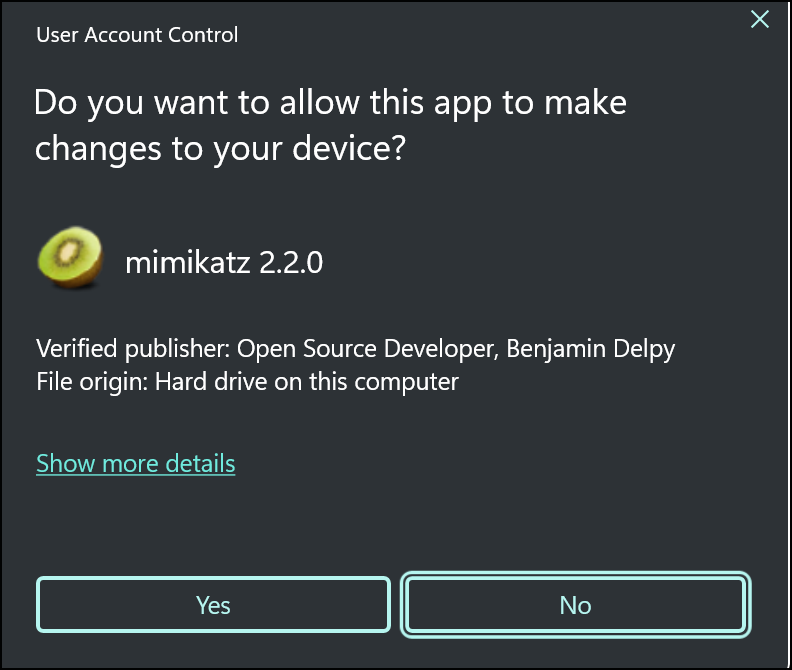 User Account Control
Do you want to allow this app to make
changes to your device?
mimikatz 2.2.0
Verified publisher: Open Source Developer, Benjamin Delpy
File origin: Hard drive on this computer
Show more details
Yes
No